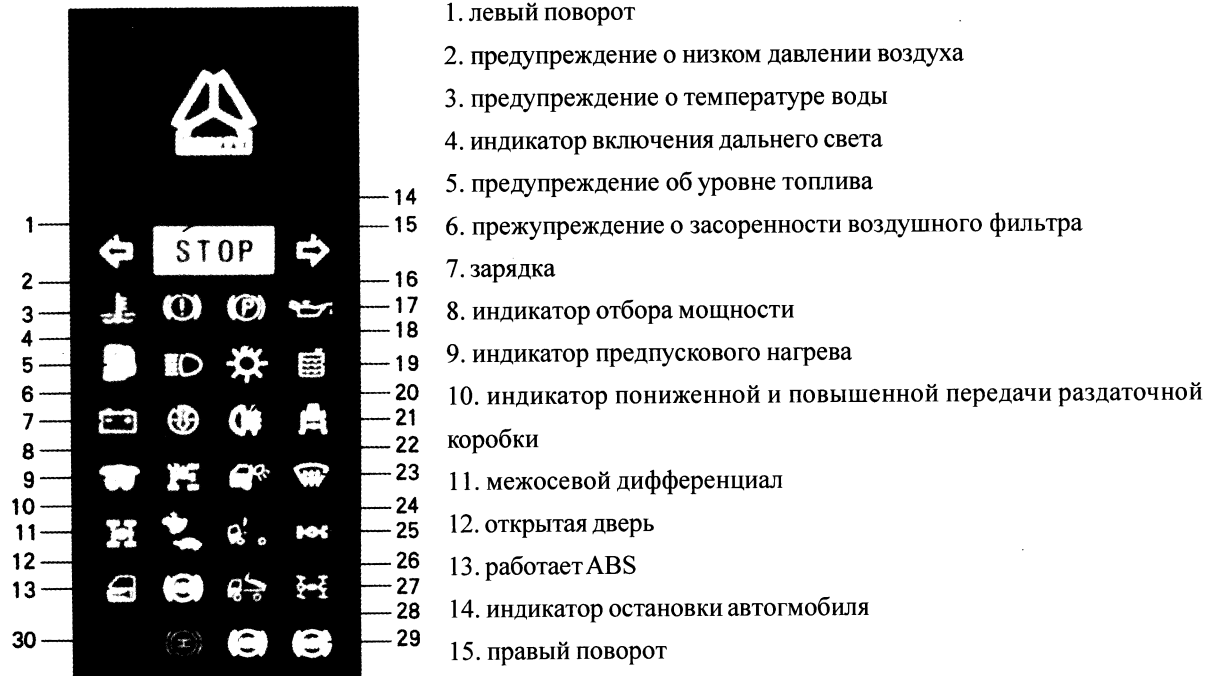 STOP
P
1
2
3
4
5
6
7
8
9
10
11
12
13
30
14
15
16
17
18
19
20
21
22
23
24
25
26
27
28
29
1. левый поворот
2. предупреждение о низком давлении воздуха
3. предупреждение о температуре воды
4. индикатор включения дальнего света
5. предупреждение об уровне топлива
6. прежупреждение о засоренности воздушного фильтра
7. зарядка
8. индикатор отбора мощности
9. индикатор предпускового нагрева
10. индикатор пониженной и повышенной передачи раздаточной
коробки
11. межосевой дифференциал
12. открытая дверь
13. работает ABS
14. индикатор остановки автогмобиля
15. правый поворот